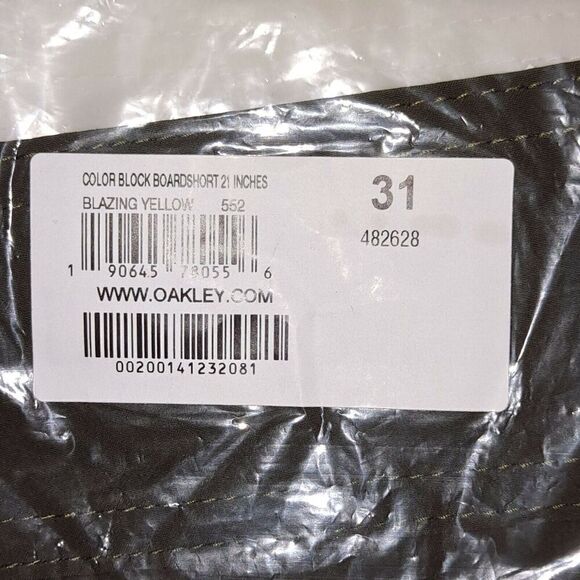 COLOR BLOCK BOARDSHORT 21 INCHES
BLAZING YELLOW 552
31
482628
1 90645 78055 6
WWW.OAKLEY.COM
00200141232081